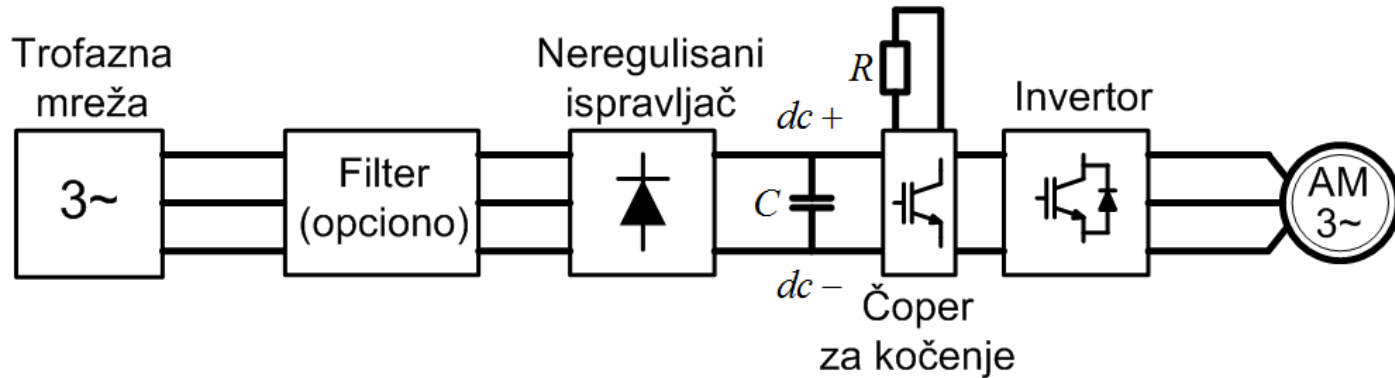 Trofazna
mreža
3~
Filter
(opciono)
Neregulisani
ispravljač
dc +
C
dc −
R
Čoper
za kočenje
Invertor
AM
3~